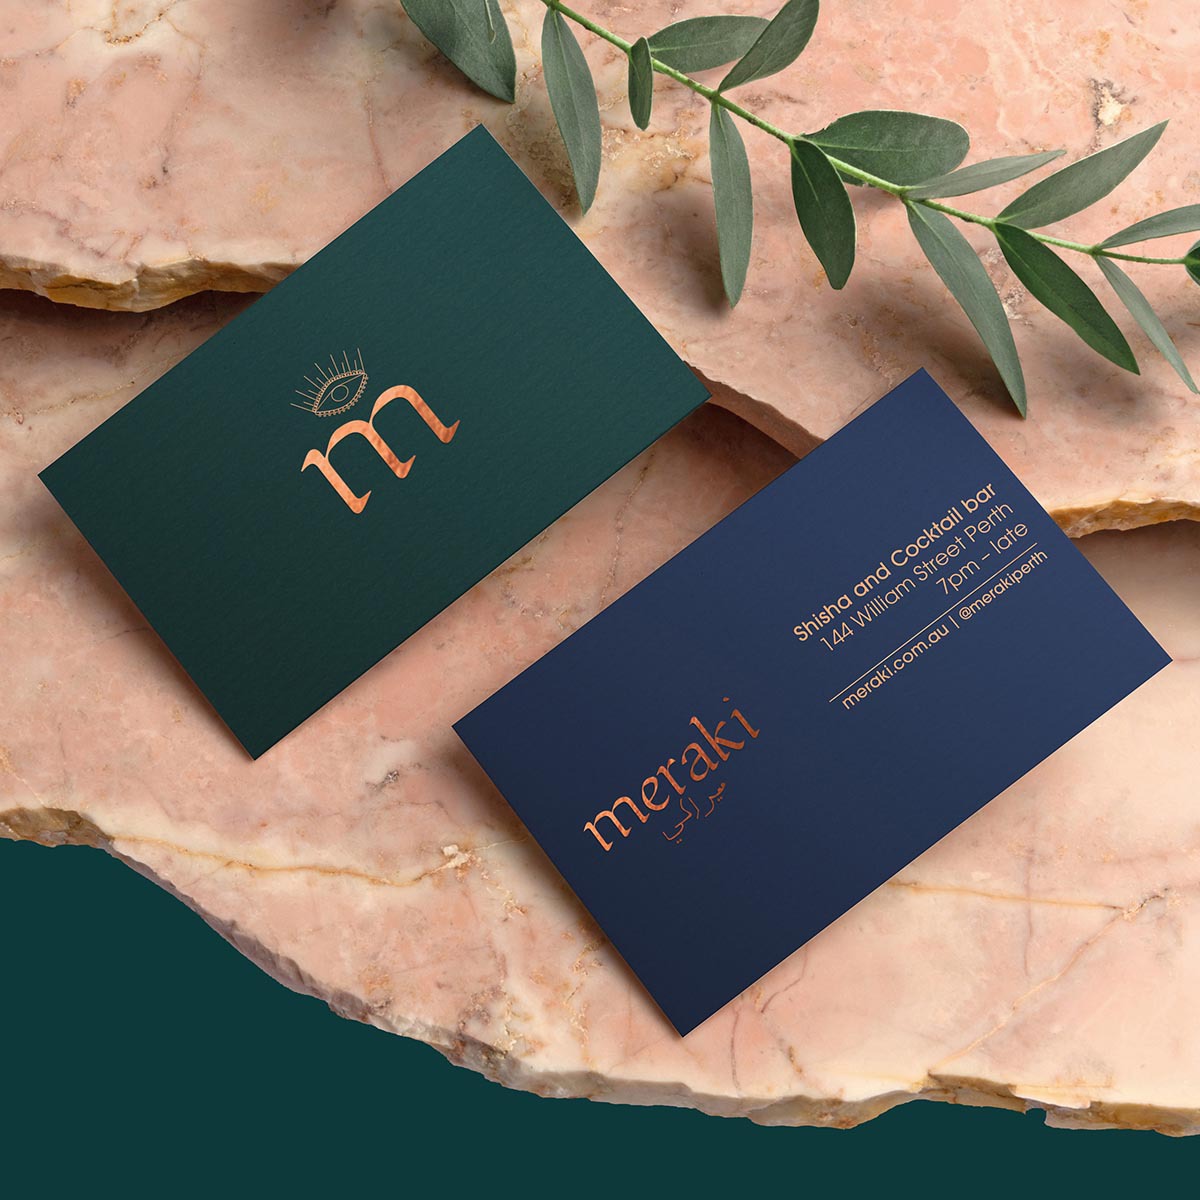 m
meraki
ميراكي
Shisha and Cocktail bar
144 William Street Perth
7pm - late
meraki.com.au | @merakiperth